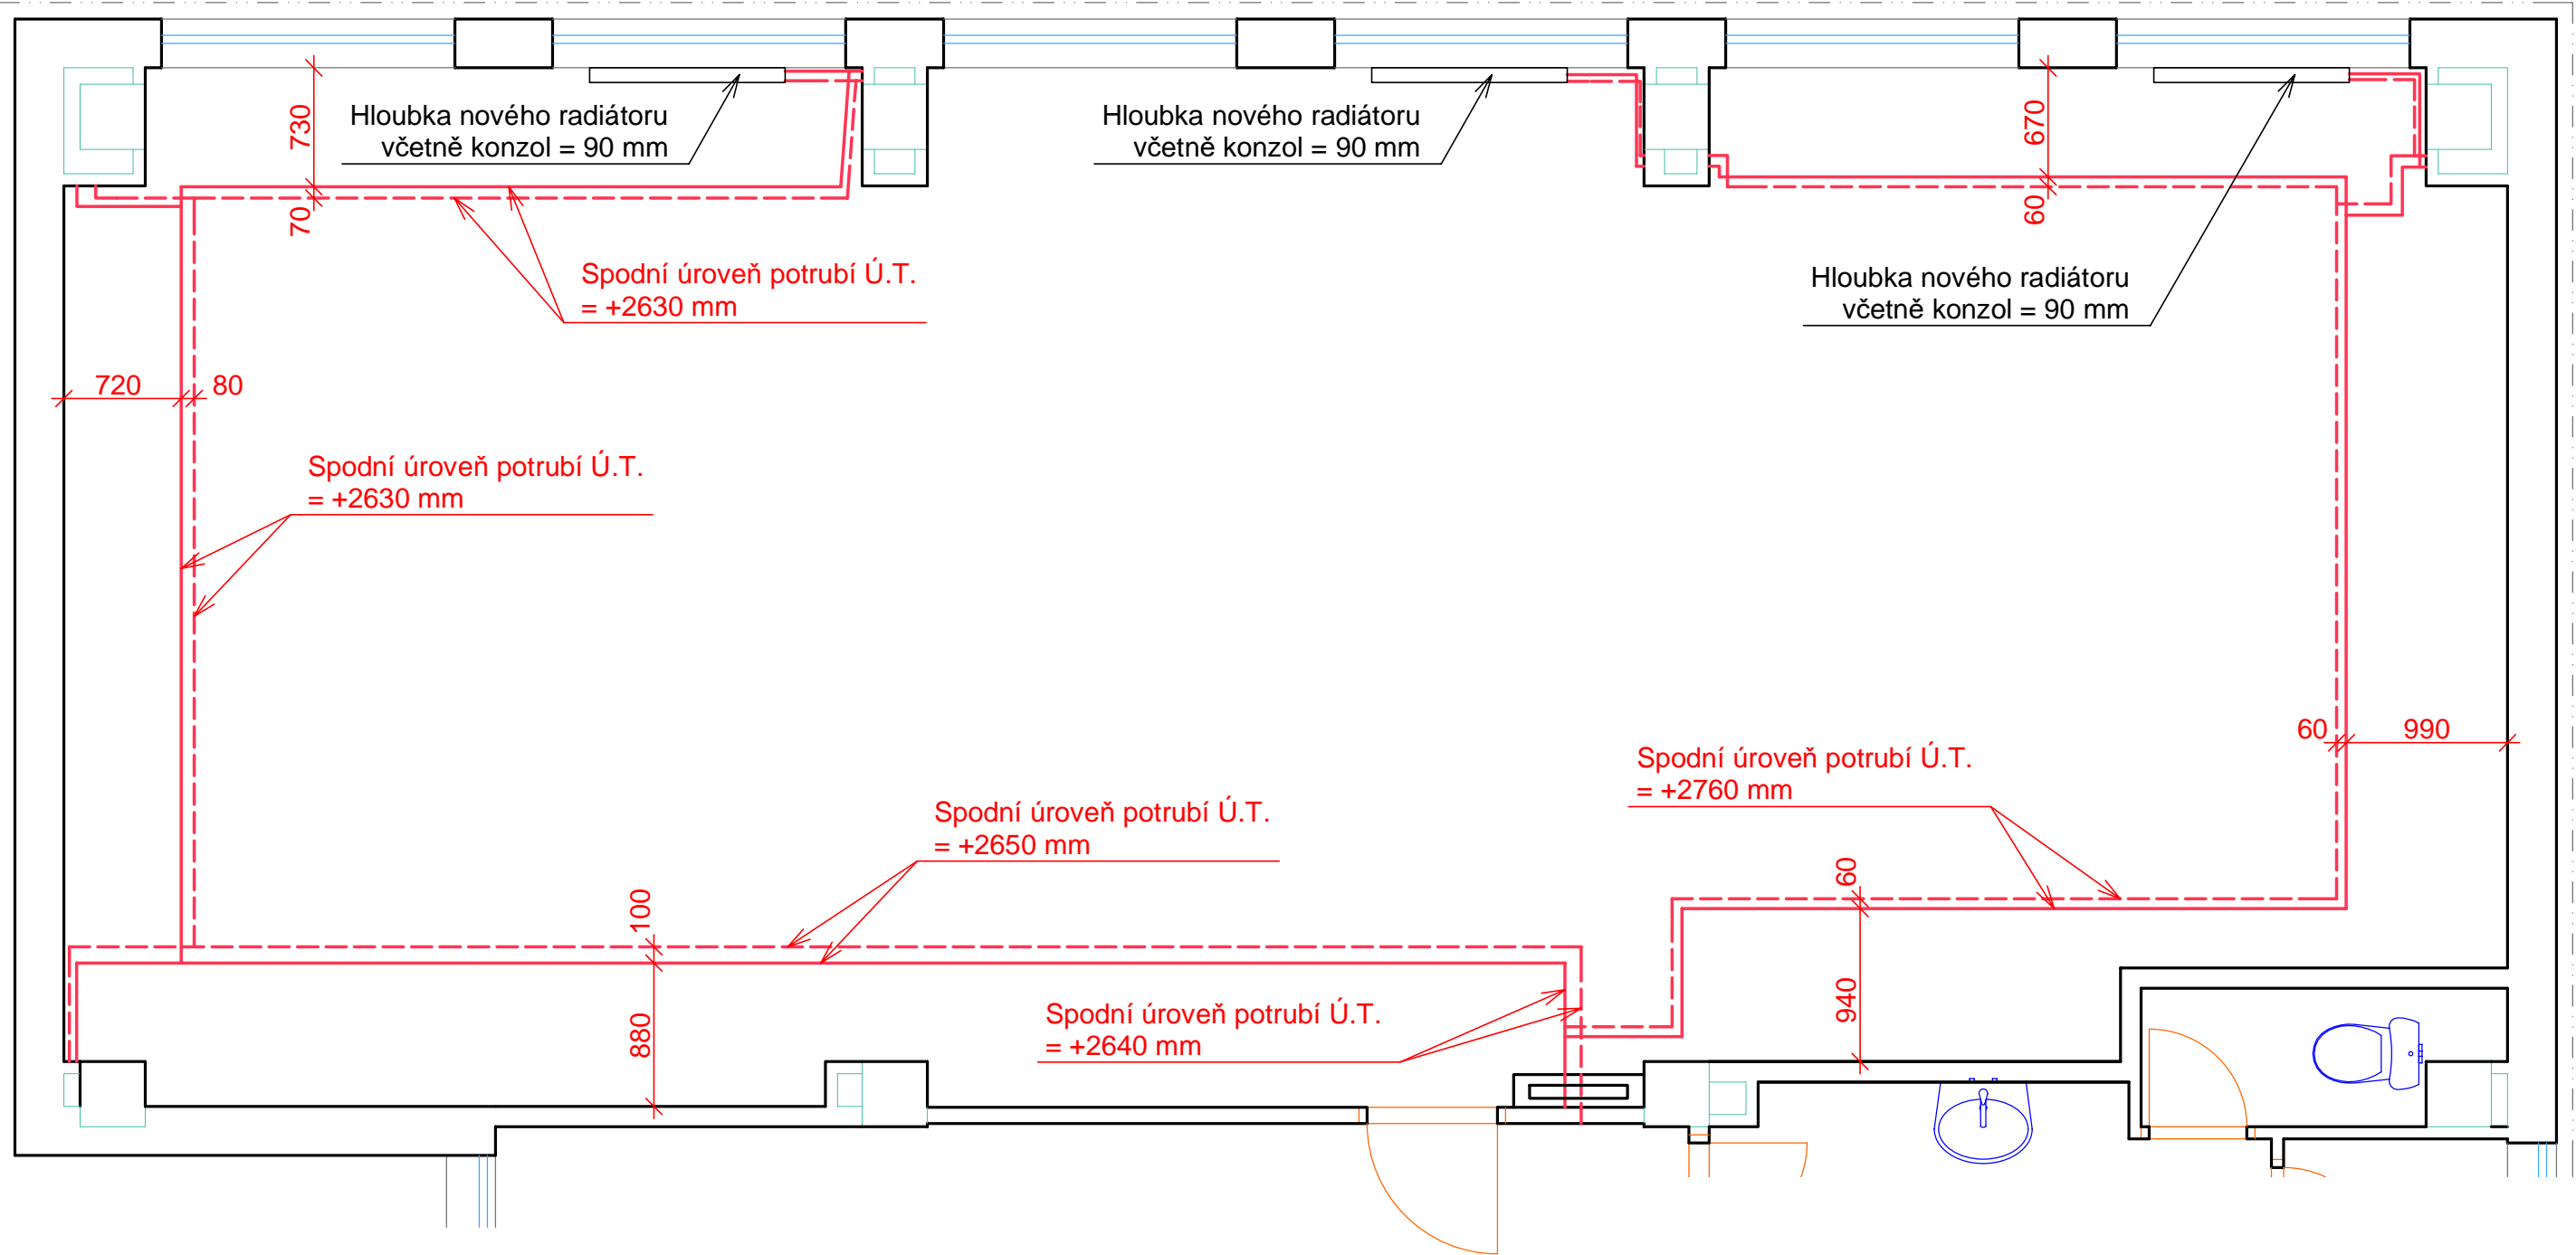 730
Hloubka nového radiátoru
včetně konzol = 90 mm
Hloubka nového radiátoru
včetně konzol = 90 mm
670
70
60
Spodní úroveň potrubí Ú.T.
= +2630 mm
Hloubka nového radiátoru
včetně konzol = 90 mm
720
80
Spodní úroveň potrubí Ú.T.
= +2630 mm
60
990
Spodní úroveň potrubí Ú.T.
= +2760 mm
Spodní úroveň potrubí Ú.T.
= +2650 mm
60
100
940
Spodní úroveň potrubí Ú.T.
= +2640 mm
880